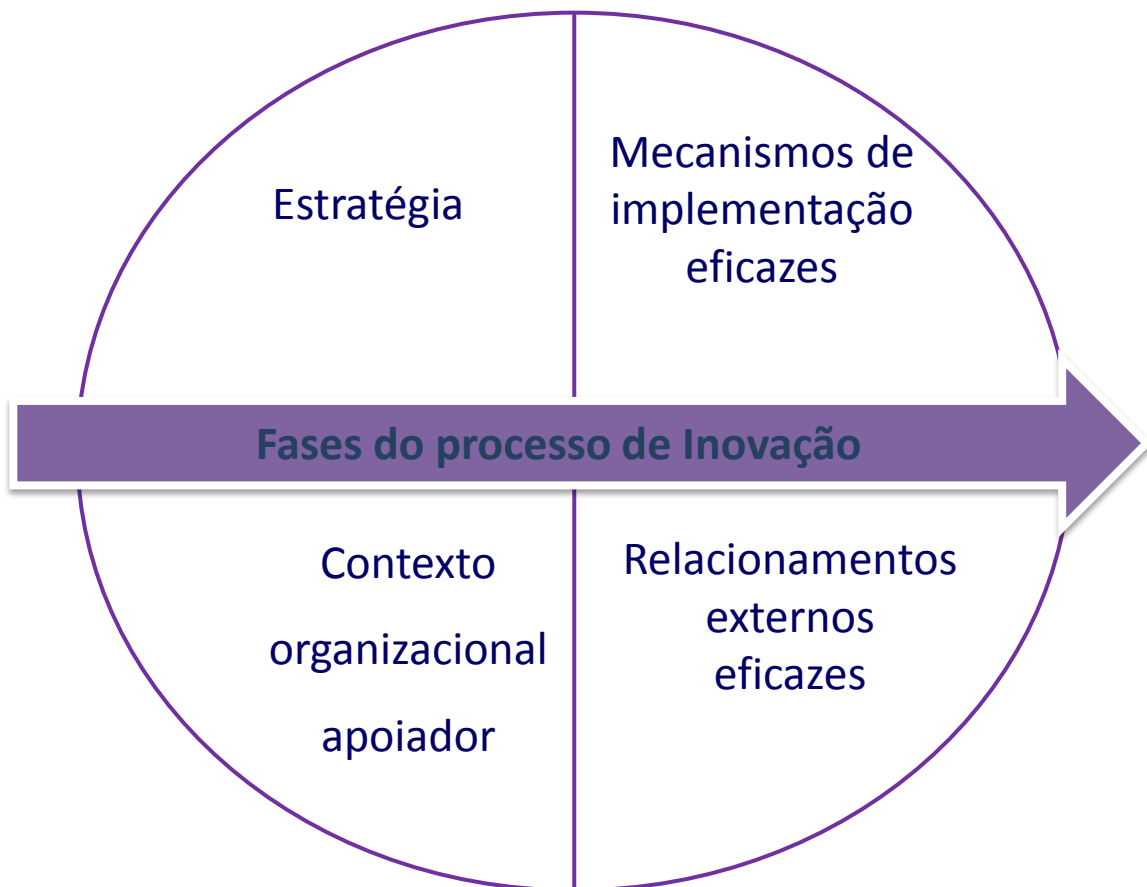 Estratégia
Mecanismos de
implementação
eficazes
Fases do processo de Inovação
Contexto
organizacional
apoiador
Relacionamentos
externos
eficazes